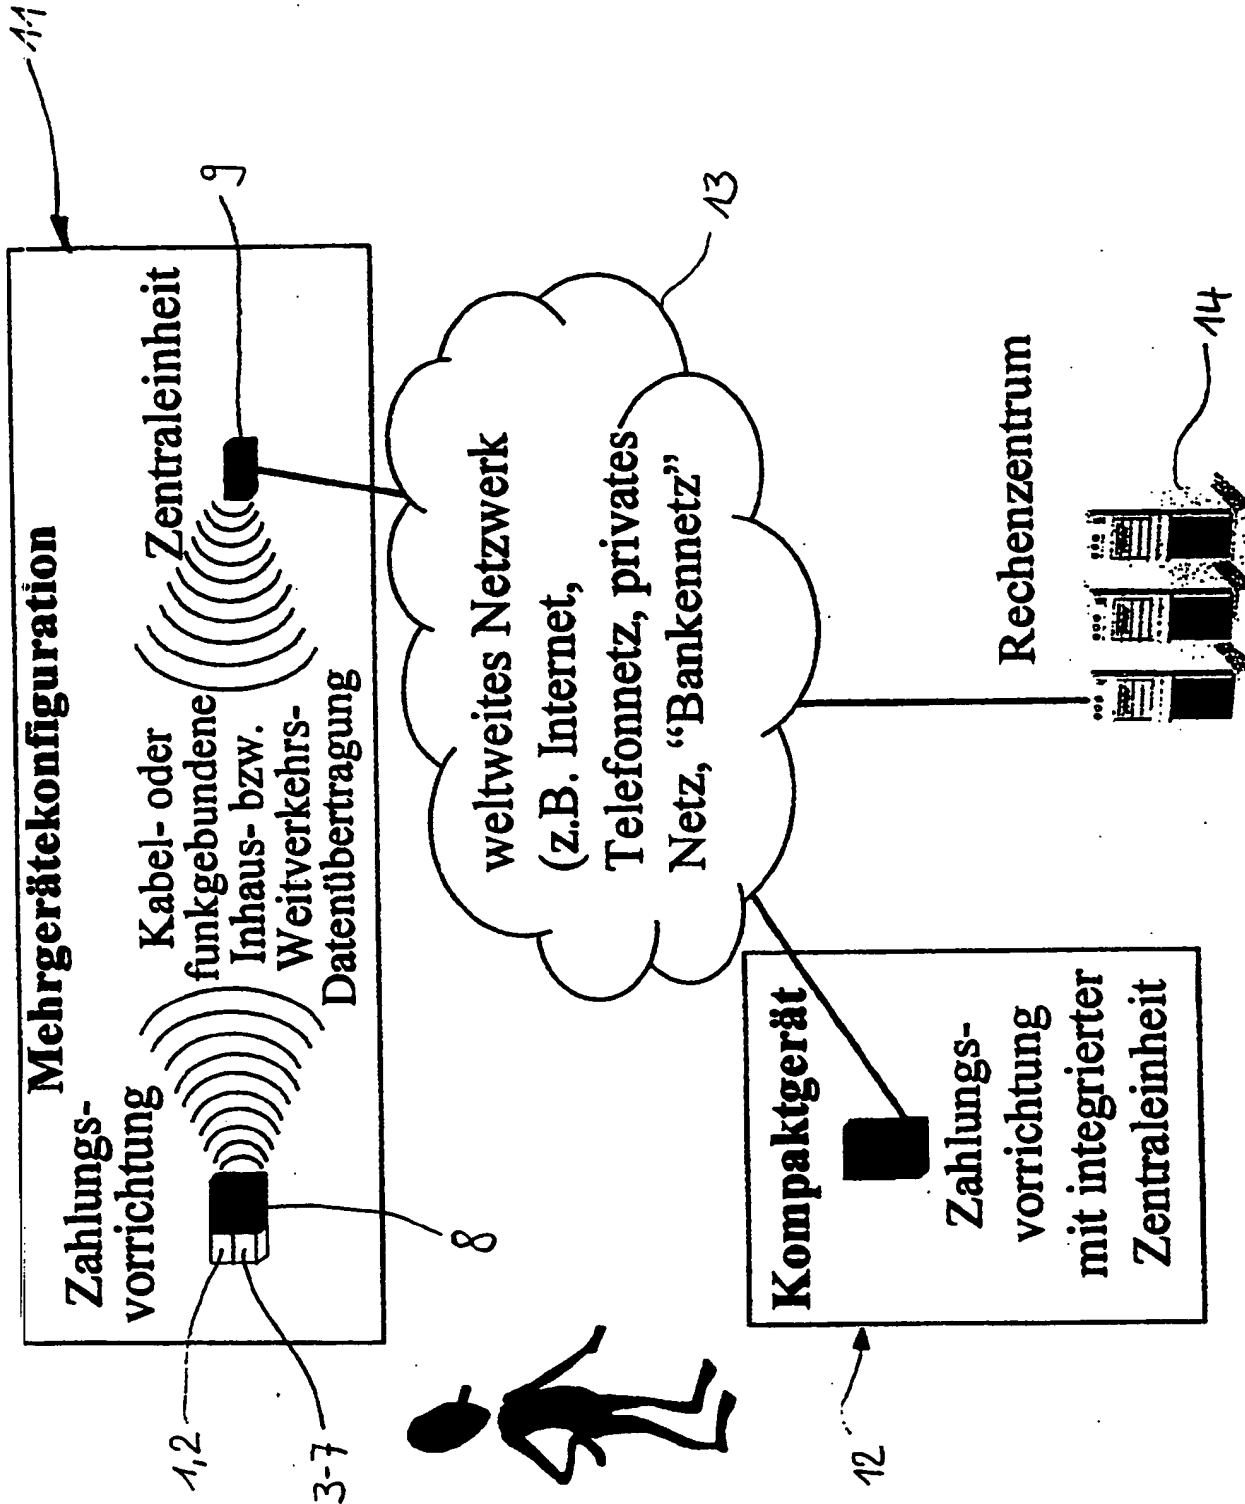 11
Mehrgerätekonfiguration
Zahlungs-
vorrichtung
Kabel- oder
funkgebundene
Inhaus- bzw.
Weitverkehrs-
Datenübertragung
Zentraleinheit
9
1,2
3-7
8
weltweites Netzwerk
(z.B. Internet,
Telefonnetz, privates
Netz, “Bankennetz”
13
Kompaktgerät
Zahlungs-
vorrichtung
mit integrierter
Zentraleinheit
12
Rechenzentrum
14